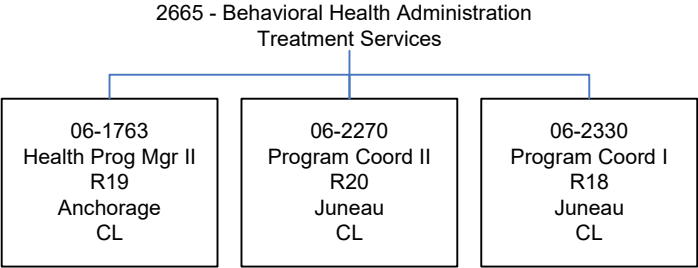 2665 - Behavioral Health Administration
Treatment Services
06-1763
Health Prog Mgr II
R19
Anchorage
CL
06-2270
Program Coord II
R20
Juneau
CL
06-2330
Program Coord I
R18
Juneau
CL